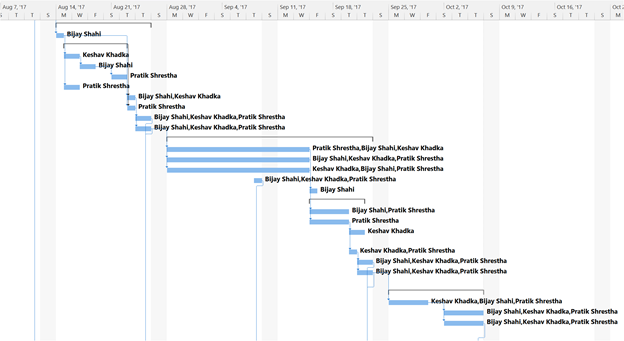 Aug 7, '17 Aug 14, '17 Aug 21, '17 Aug 28, '17 Sep 4, '17 Sep 11, '17 Sep 18, '17 Sep 25, '17 Oct 2, '17 Oct 9, '17 Oct 16, '17 Oct 2
S T T S M W F S T T S M W F S T T S M W F S T T S M W F S T T S M W F S T T S M
Bijay Shahi
Keshav Khadka
Bijay Shahi
Pratik Shrestha
Pratik Shrestha
Bijay Shahi,Keshav Khadka
Pratik Shrestha
Bijay Shahi,Keshav Khadka,Pratik Shrestha
Bijay Shahi,Keshav Khadka,Pratik Shrestha
Pratik Shrestha,Bijay Shahi,Keshav Khadka
Bijay Shahi,Keshav Khadka,Pratik Shrestha
Keshav Khadka,Bijay Shahi,Pratik Shrestha
Bijay Shahi,Keshav Khadka,Pratik Shrestha
Bijay Shahi
Bijay Shahi,Pratik Shrestha
Pratik Shrestha
Keshav Khadka
Keshav Khadka,Pratik Shrestha
Bijay Shahi,Keshav Khadka,Pratik Shrestha
Bijay Shahi,Keshav Khadka,Pratik Shrestha
Keshav Khadka,Bijay Shahi,Pratik Shrestha
Bijay Shahi,Keshav Khadka,Pratik Shrestha
Bijay Shahi,Keshav Khadka,Pratik Shrestha